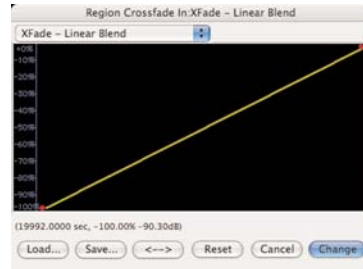 Region Crossfade In:XFade – Linear Blend
XFade – Linear Blend
+0%
-10%
-20%
-30%
-40%
-50%
-60%
-70%
-80%
-90%
-100%
(19992.0000 sec, -100.00% -90.30dB)
Load... Save... <--> Reset Cancel Change